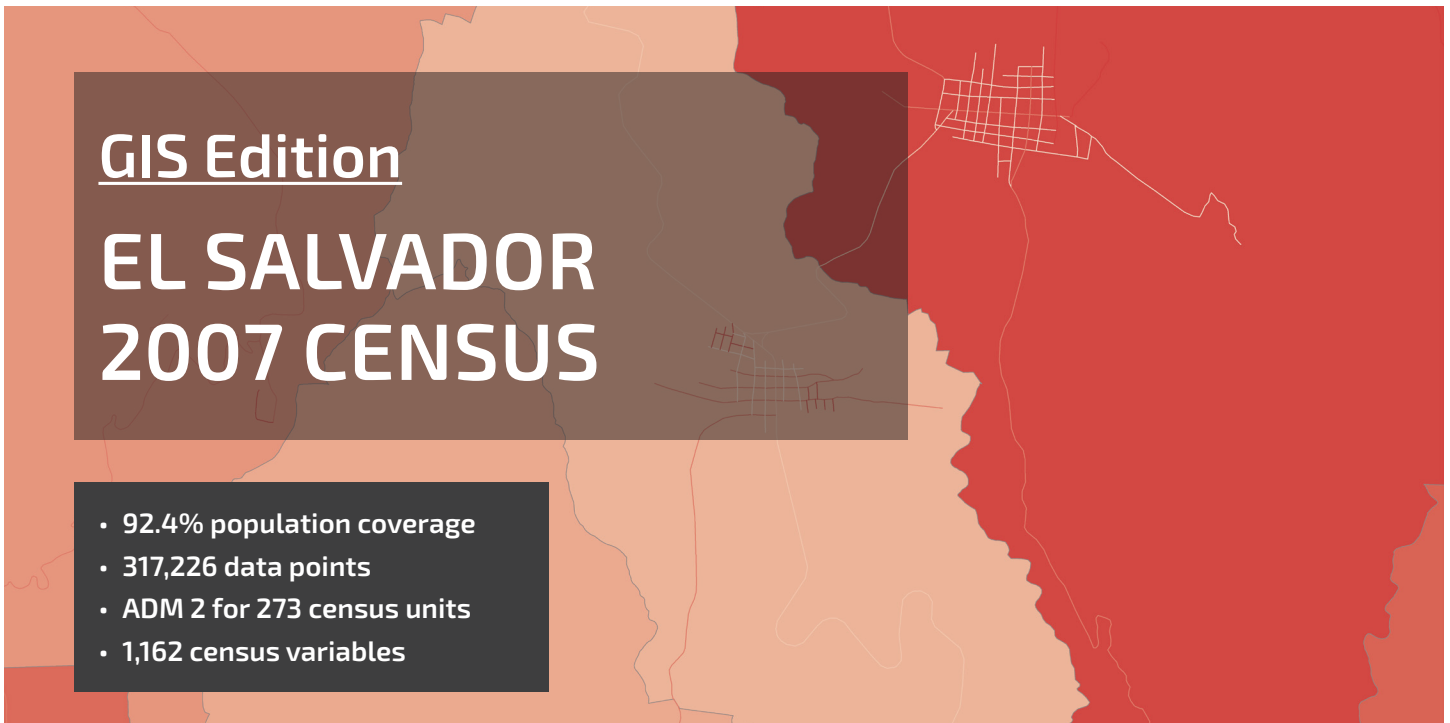 GIS Edition
EL SALVADOR
2007 CENSUS
• 92.4% population coverage
• 317,226 data points
• ADM 2 for 273 census units
• 1,162 census variables